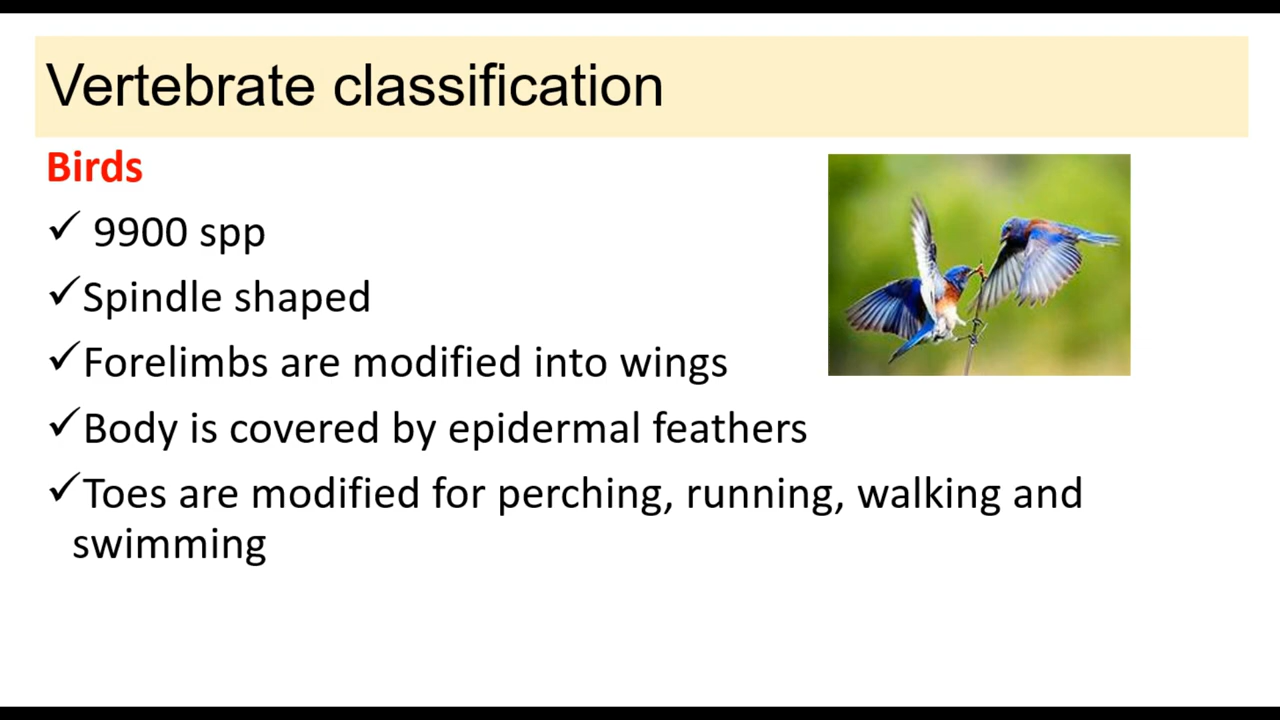 Vertebrate classification
Birds
✓ 9900 spp
✓Spindle shaped
✓Forelimbs are modified into wings
✓Body is covered by epidermal feathers
✓Toes are modified for perching, running, walking and
swimming